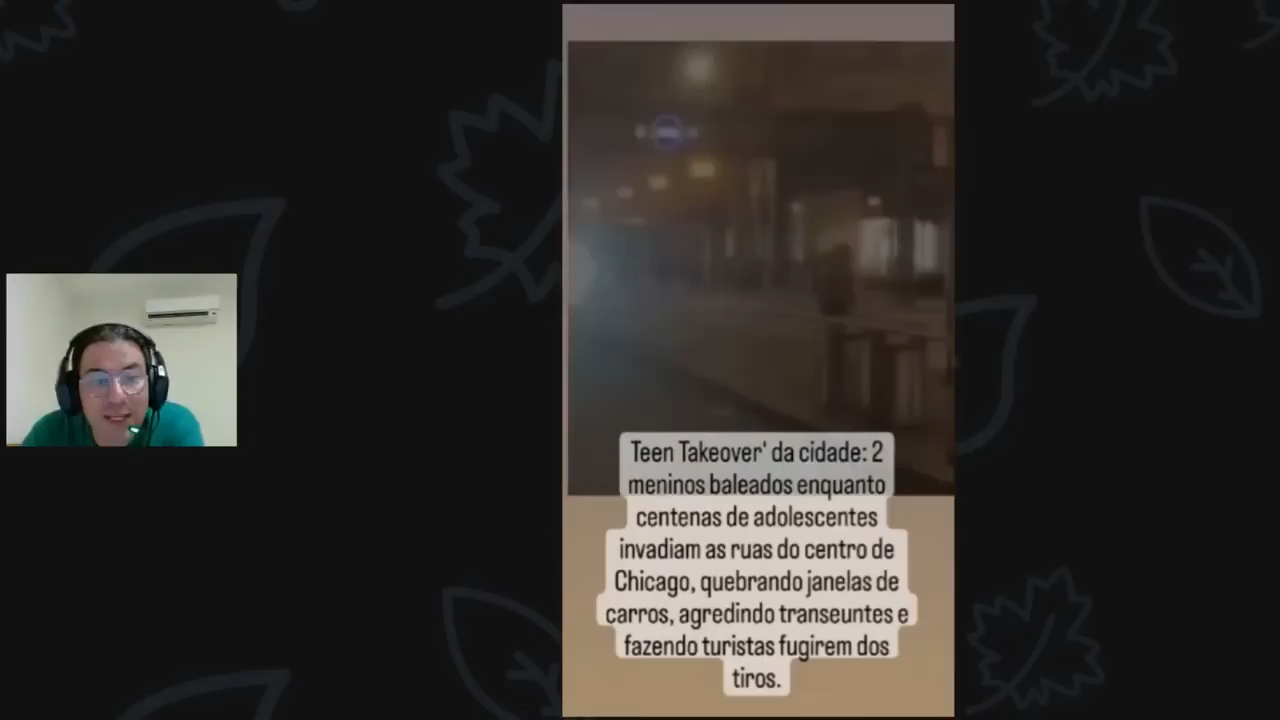 Teen Takeover' da cidade: 2
meninos baleados enquanto
centenas de adolescentes
invadiam as ruas do centro de
Chicago, quebrando janelas de
carros, agredindo transeuntes e
fazendo turistas fugirem dos
tiros.